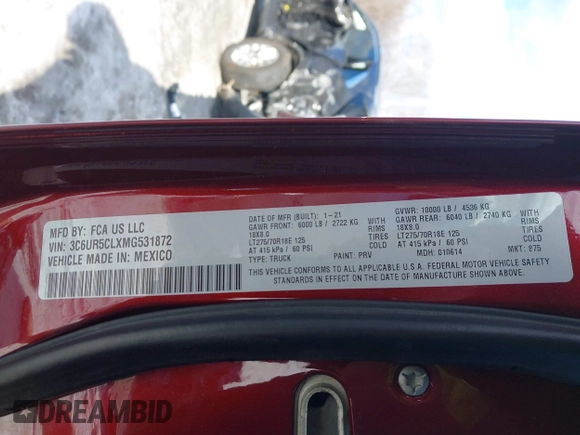 MFD BY: FCA US LLC
VIN: 3C6UR5CLXMG531872
VEHICLE MADE IN: MEXICO
DATE OF MFR (BUILT) 1-21
GAWR FRONT: 6000 LB / 2722 KG
18X8.0 RIMS
LT275/70R18E 125 TIRES
AT 415 kPa / 60 PSI
TYPE: TRUCK
PAINT: PRV
GVWR: 10000 LB / 4536 KG
GAWR REAR: 6040 LB / 2740 KG
18X8.0 RIMS
LT275/70R18E 125 TIRES
AT 415 kPa / 60 PSI
MDH: 010614
MKT: 875
THIS VEHICLE CONFORMS TO ALL APPLICABLE U.S.A. FEDERAL MOTOR VEHICLE SAFETY
STANDARDS IN EFFECT ON THE DATE OF MANUFACTURE SHOWN ABOVE.
DREAMBID